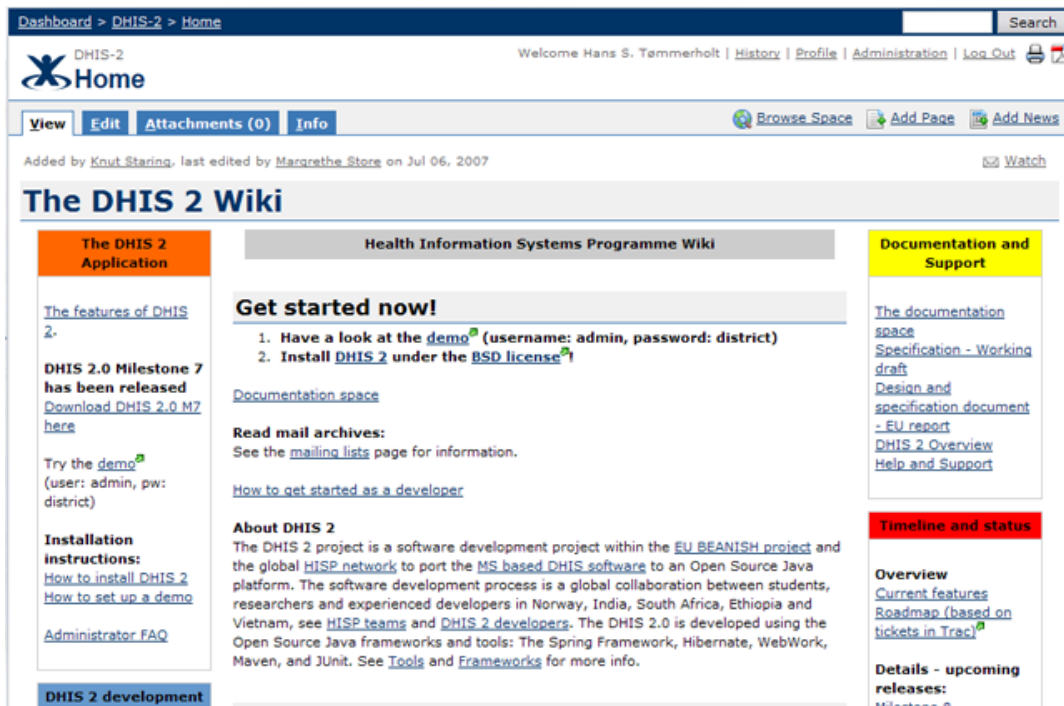 Dashboard > DHIS-2 > Home
Search
DHIS-2
Home
Welcome Hans S. Tømmerholt | History | Profile | Administration | Log Out
View Edit Attachments (0) Info
Browse Space Add Page Add News
Added by Knut Staring, last edited by Margrethe Store on Jul 06, 2007
Watch
The DHIS 2 Wiki
The DHIS 2
Application
The features of DHIS
2.
DHIS 2.0 Milestone 7
has been released
Download DHIS 2.0 M7
here
Try the demo
(user: admin, pw:
district)
Installation
instructions:
How to install DHIS 2
How to set up a demo
Administrator FAQ
DHIS 2 development
Health Information Systems Programme Wiki
Get started now!
1. Have a look at the demo (username: admin, password: district)
2. Install DHIS 2 under the BSD license!
Documentation space
Read mail archives:
See the mailing lists page for information.
How to get started as a developer
About DHIS 2
The DHIS 2 project is a software development project within the EU BEANISH project and
the global HISP network to port the MS based DHIS software to an Open Source Java
platform. The software development process is a global collaboration between students,
researchers and experienced developers in Norway, India, South Africa, Ethiopia and
Vietnam, see HISP teams and DHIS 2 developers. The DHIS 2.0 is developed using the
Open Source Java frameworks and tools: The Spring Framework, Hibernate, WebWork,
Maven, and JUnit. See Tools and Frameworks for more info.
Documentation and
Support
The documentation
space
Specification - Working
draft
Design and
specification document
- EU report
DHIS 2 Overview
Help and Support
Timeline and status
Overview
Current features
Roadmap (based on
tickets in Trac)
Details - upcoming
releases: